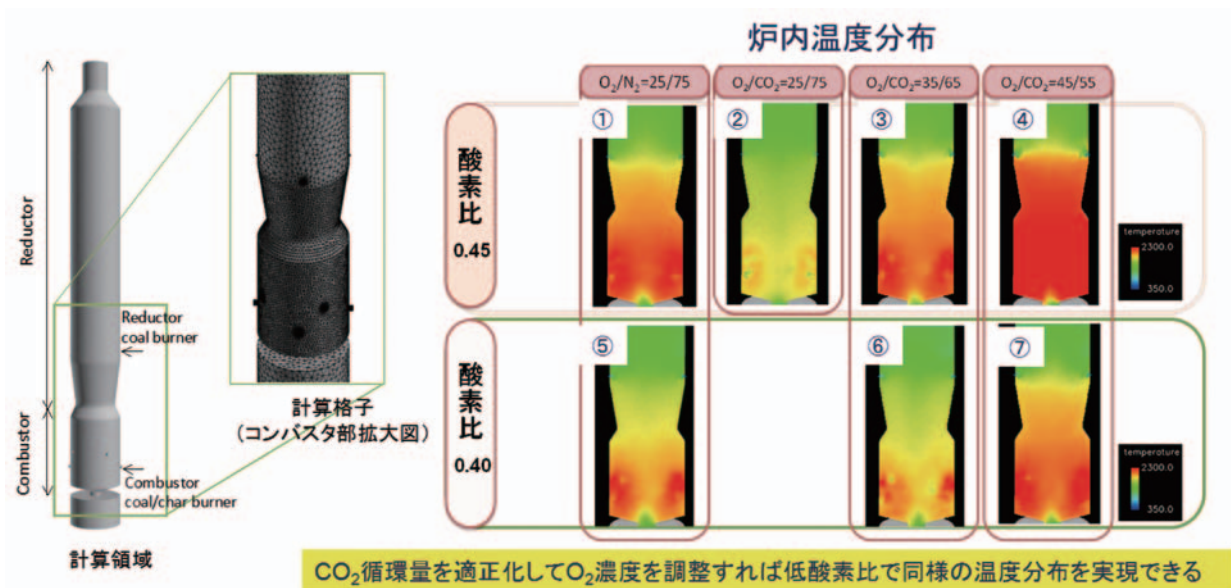 炉内温度分布
O₂/N₂=25/75
O₂/CO₂=25/75
O₂/CO₂=35/65
O₂/CO₂=45/55
Reductor
Combustor
Reductor
coal burner
Combustor
coal/char burner
計算領域
計算格子
(コンバスタ部拡大図)
酸素比
0.45
①
②
③
④
temperature
2300.0
350.0
酸素比
0.40
⑤
⑥
⑦
temperature
2300.0
350.0
CO₂循環量を適正化してO₂濃度を調整すれば低酸素比で同様の温度分布を実現できる